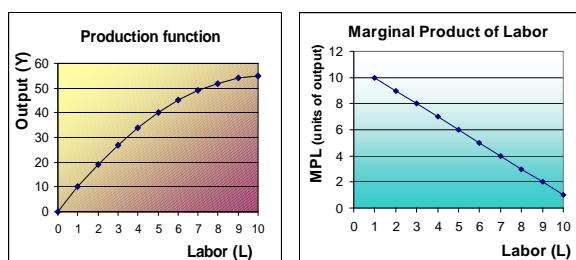 Production function
Output (Y)
60
50
40
30
20
10
0
0 1 2 3 4 5 6 7 8 9 10
Labor (L)
Marginal Product of Labor
MPL (units of output)
12
10
8
6
4
2
0
0 1 2 3 4 5 6 7 8 9 10
Labor (L)